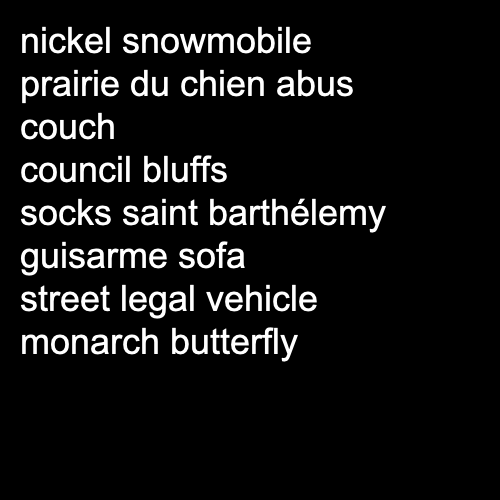 nickel snowmobile
prairie du chien abus
couch
council bluffs
socks saint barthélemy
guisarme sofa
street legal vehicle
monarch butterfly